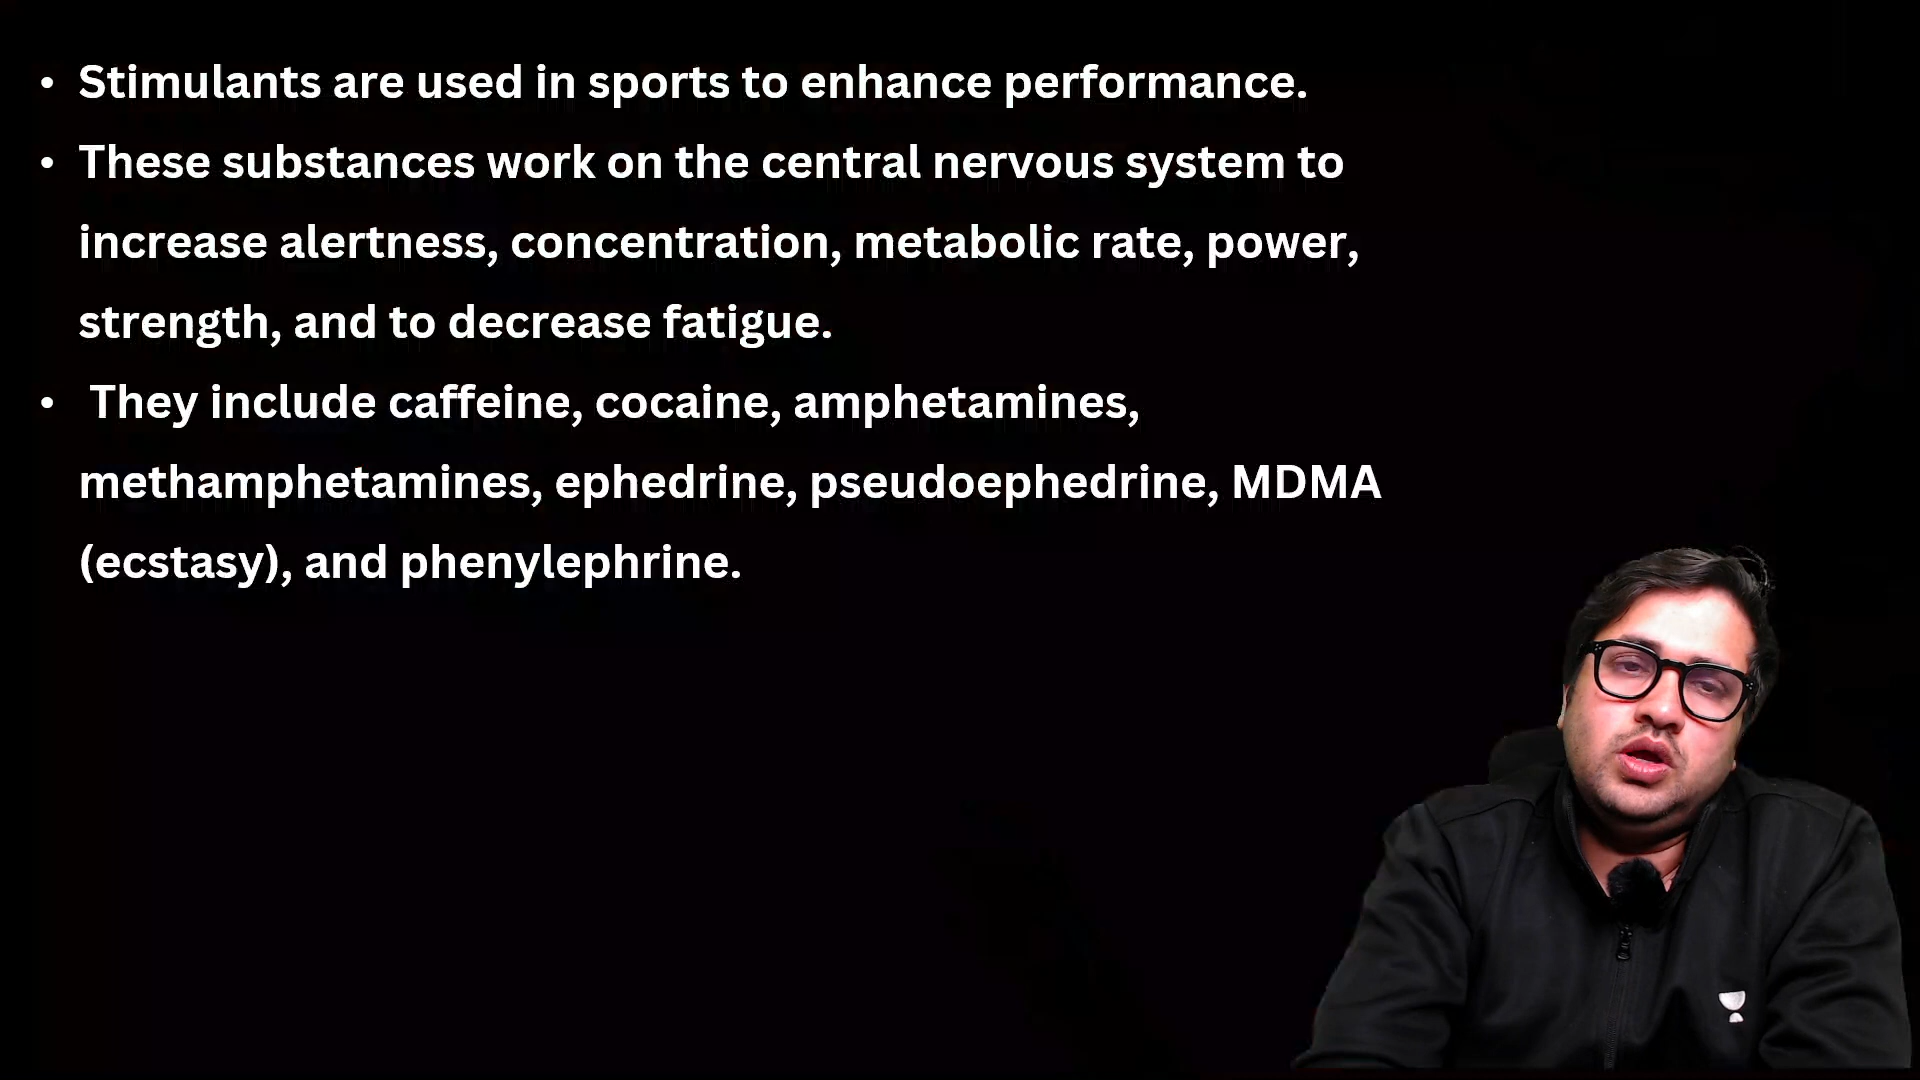 • Stimulants are used in sports to enhance performance.
• These substances work on the central nervous system to
increase alertness, concentration, metabolic rate, power,
strength, and to decrease fatigue.
• They include caffeine, cocaine, amphetamines,
methamphetamines, ephedrine, pseudoephedrine, MDMA
(ecstasy), and phenylephrine.